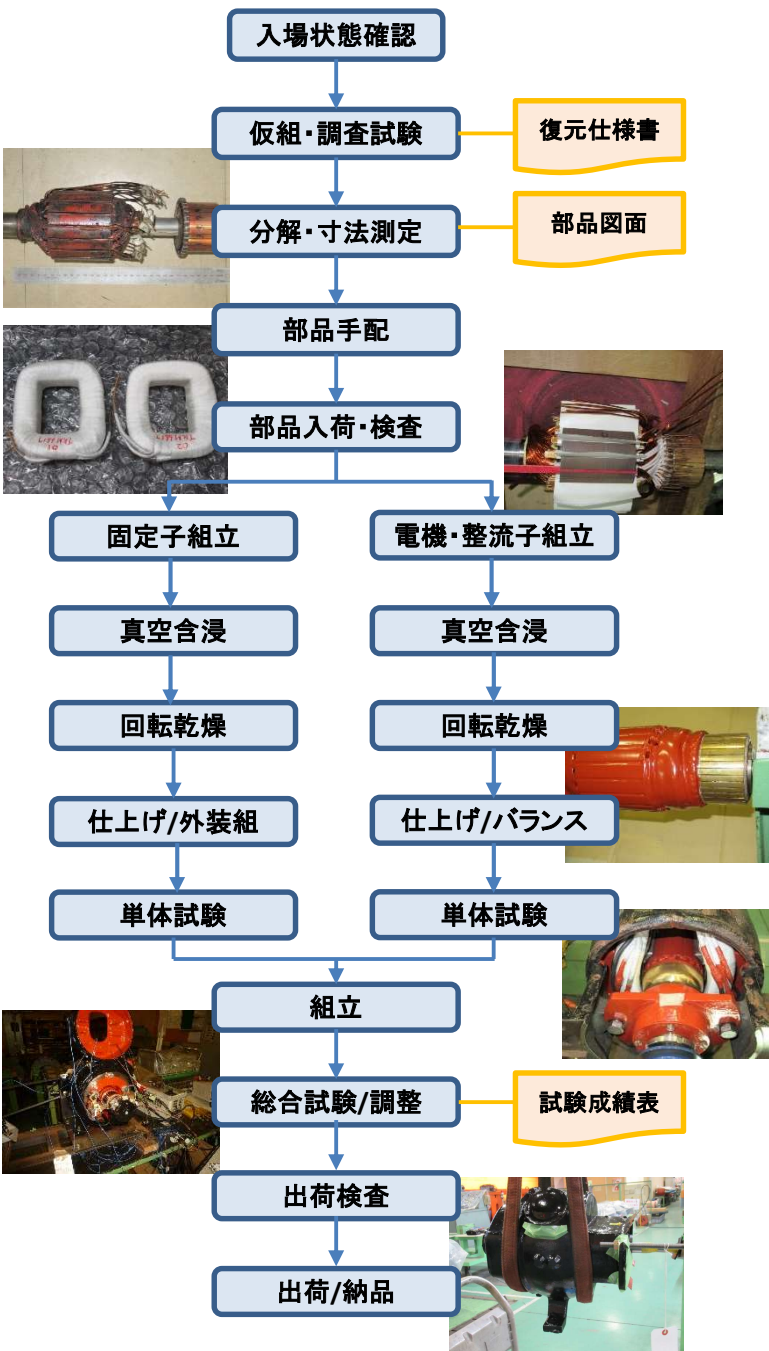 入場状態確認
仮組・調査試験
復元仕様書
分解・寸法測定
部品図面
部品手配
部品入荷・検査
固定子組立
電機・整流子組立
真空含浸
真空含浸
回転乾燥
回転乾燥
仕上げ/外装組
仕上げ/バランス
単体試験
単体試験
組立
総合試験/調整
試験成績表
出荷検査
出荷/納品